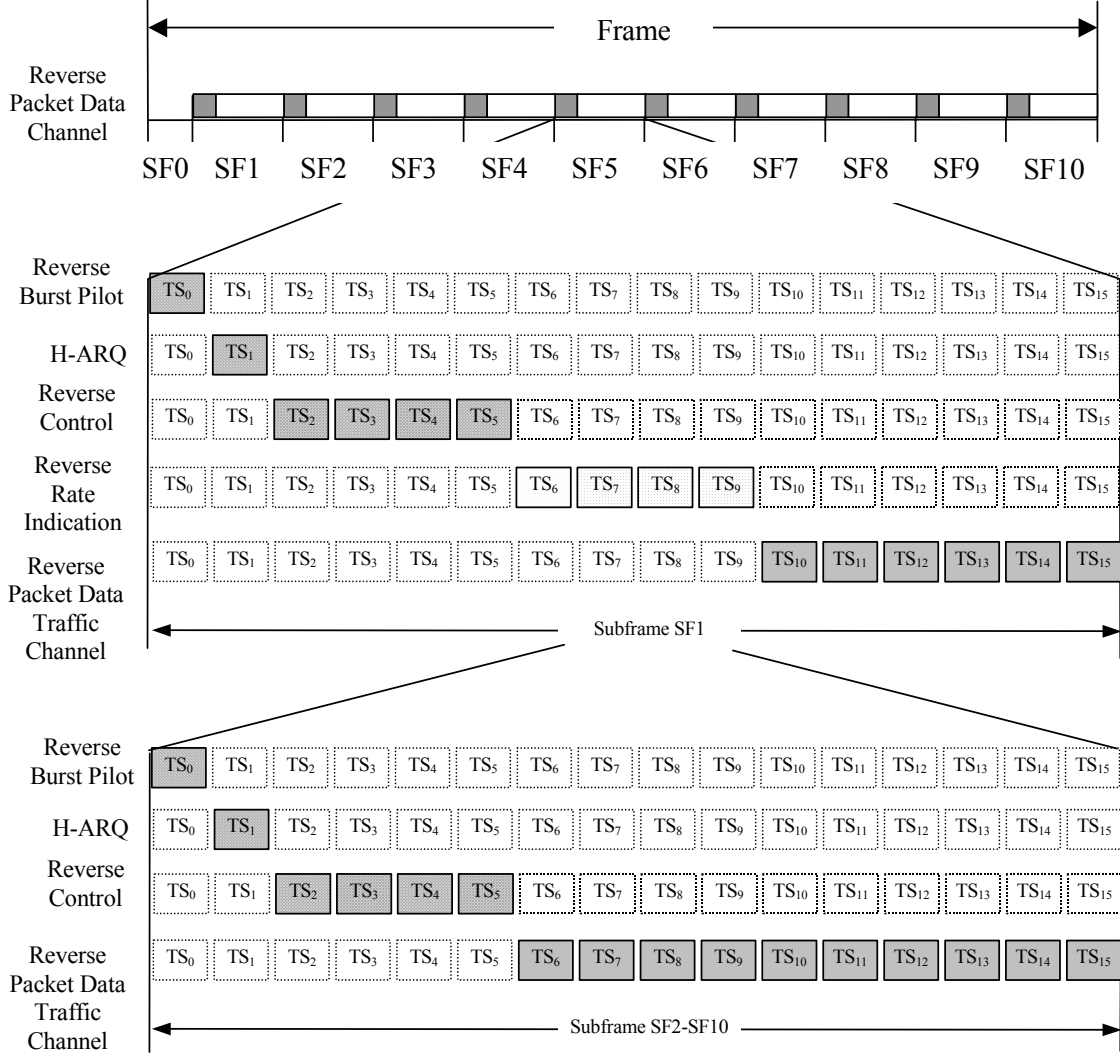 Frame
Reverse
Packet Data
Channel
SF0 SF1 SF2 SF3 SF4 SF5 SF6 SF7 SF8 SF9 SF10
Reverse
Burst Pilot
TS₀ TS₁ TS₂ TS₃ TS₄ TS₅ TS₆ TS₇ TS₈ TS₉ TS₁₀ TS₁₁ TS₁₂ TS₁₃ TS₁₄ TS₁₅
H-ARQ
TS₀ TS₁ TS₂ TS₃ TS₄ TS₅ TS₆ TS₇ TS₈ TS₉ TS₁₀ TS₁₁ TS₁₂ TS₁₃ TS₁₄ TS₁₅
Reverse
Control
TS₀ TS₁ TS₂ TS₃ TS₄ TS₅ TS₆ TS₇ TS₈ TS₉ TS₁₀ TS₁₁ TS₁₂ TS₁₃ TS₁₄ TS₁₅
Reverse
Rate
Indication
TS₀ TS₁ TS₂ TS₃ TS₄ TS₅ TS₆ TS₇ TS₈ TS₉ TS₁₀ TS₁₁ TS₁₂ TS₁₃ TS₁₄ TS₁₅
Reverse
Packet Data
Traffic
Channel
TS₀ TS₁ TS₂ TS₃ TS₄ TS₅ TS₆ TS₇ TS₈ TS₉ TS₁₀ TS₁₁ TS₁₂ TS₁₃ TS₁₄ TS₁₅
Subframe SF1
Reverse
Burst Pilot
TS₀ TS₁ TS₂ TS₃ TS₄ TS₅ TS₆ TS₇ TS₈ TS₉ TS₁₀ TS₁₁ TS₁₂ TS₁₃ TS₁₄ TS₁₅
H-ARQ
TS₀ TS₁ TS₂ TS₃ TS₄ TS₅ TS₆ TS₇ TS₈ TS₉ TS₁₀ TS₁₁ TS₁₂ TS₁₃ TS₁₄ TS₁₅
Reverse
Control
TS₀ TS₁ TS₂ TS₃ TS₄ TS₅ TS₆ TS₇ TS₈ TS₉ TS₁₀ TS₁₁ TS₁₂ TS₁₃ TS₁₄ TS₁₅
Reverse
Packet Data
Traffic
Channel
TS₀ TS₁ TS₂ TS₃ TS₄ TS₅ TS₆ TS₇ TS₈ TS₉ TS₁₀ TS₁₁ TS₁₂ TS₁₃ TS₁₄ TS₁₅
Subframe SF2-SF10